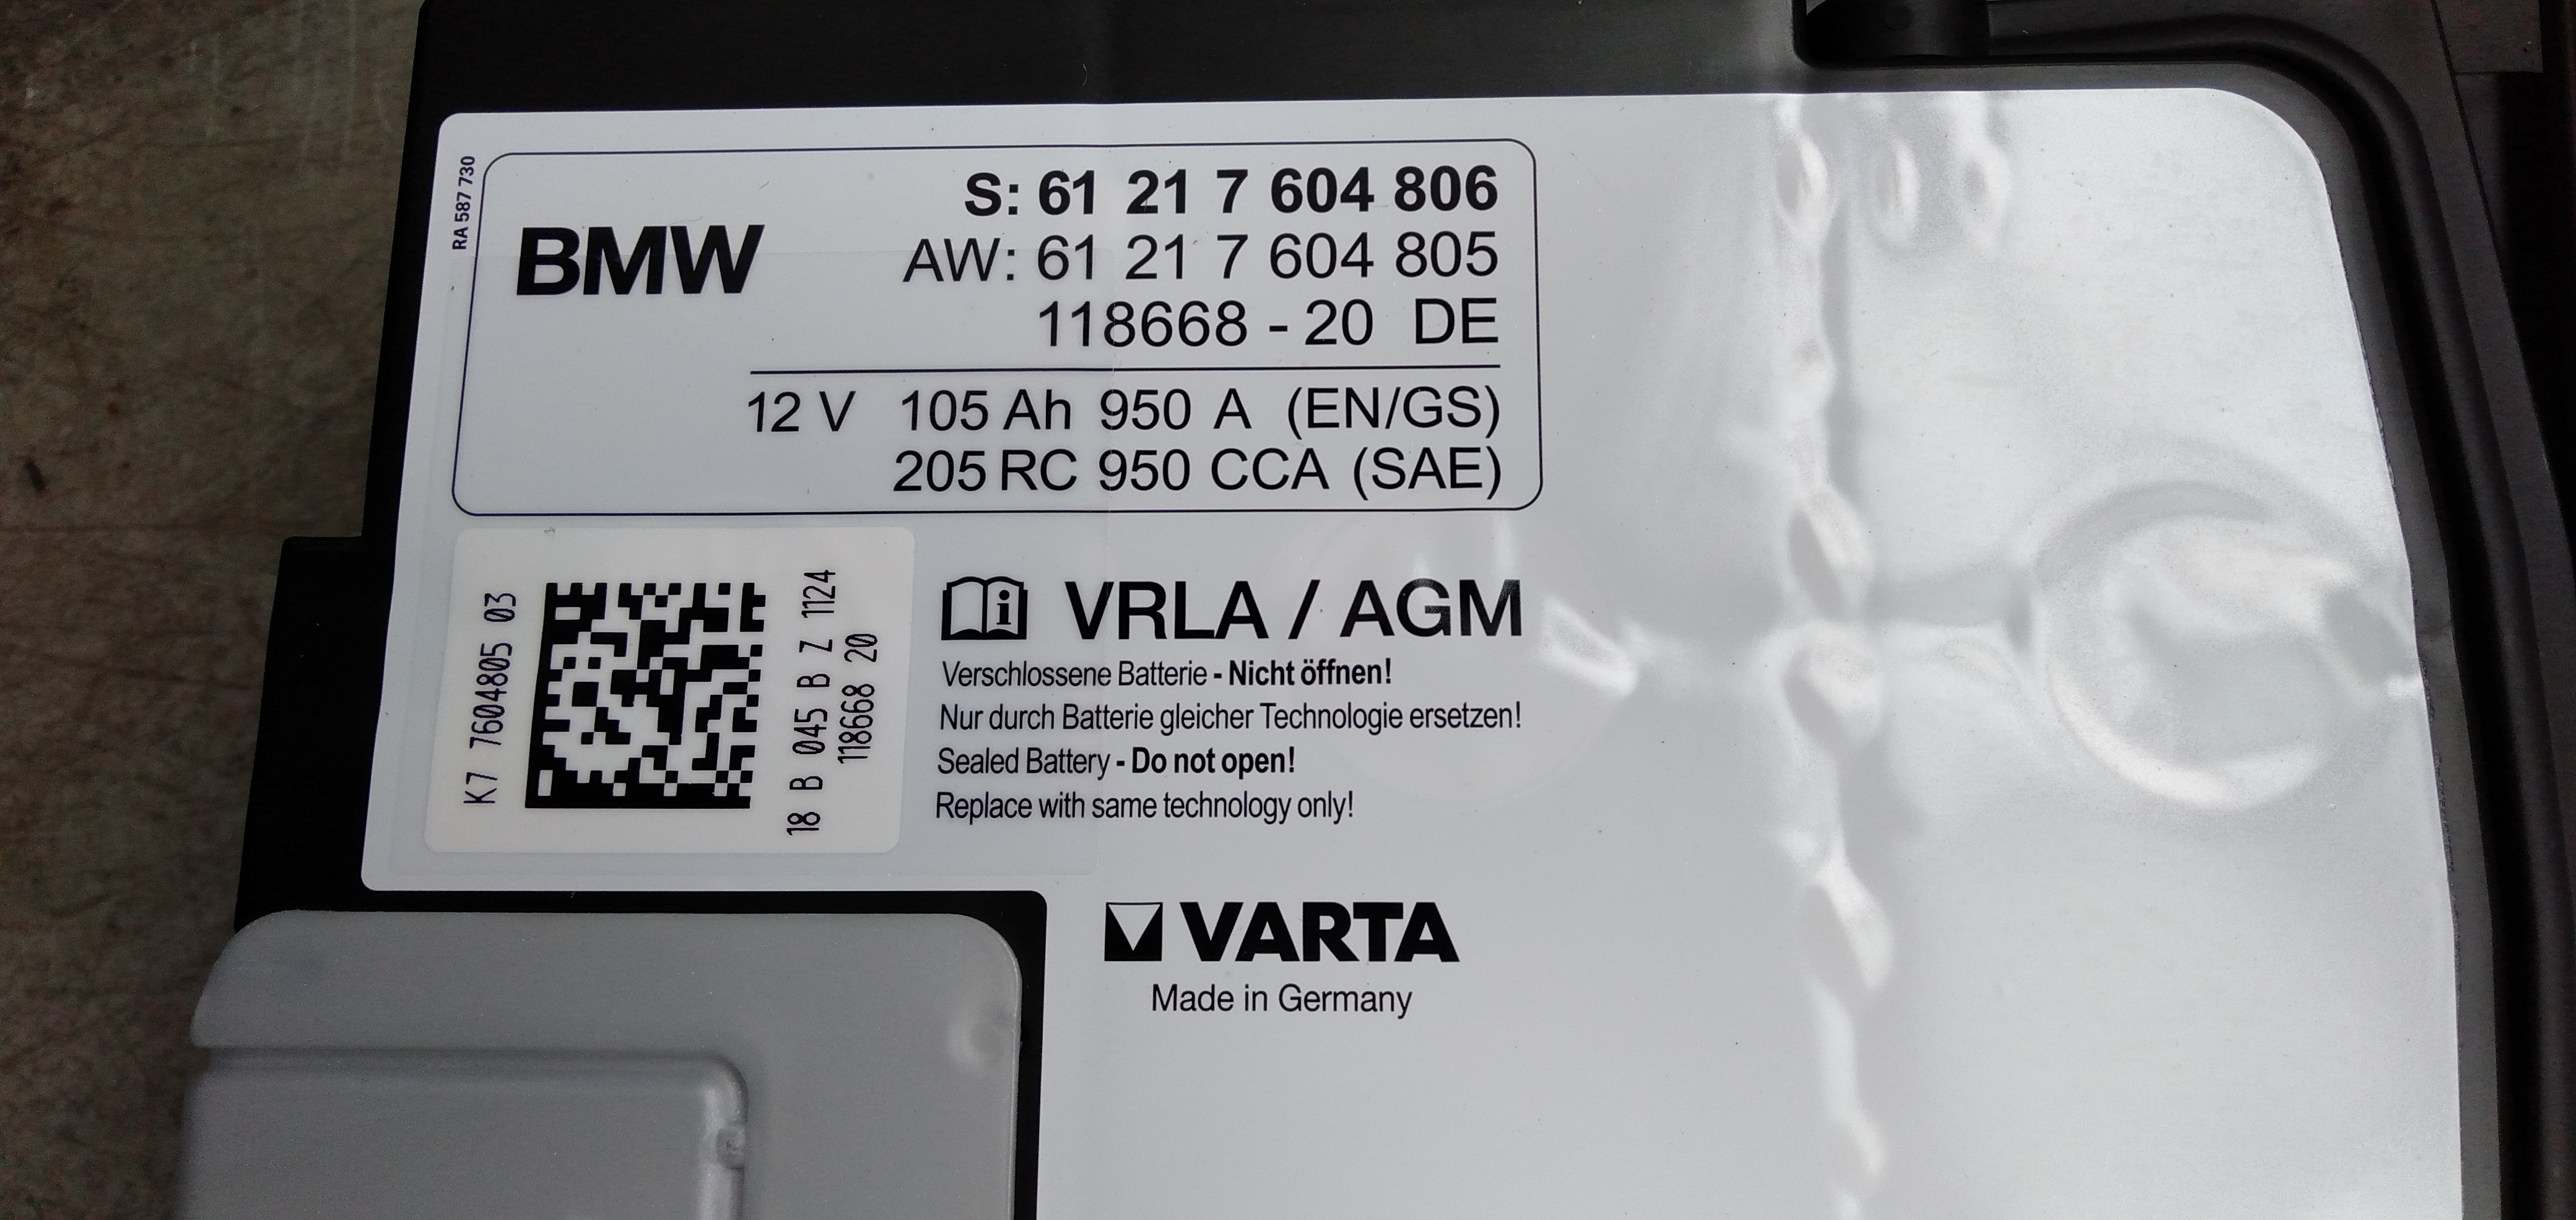 RA 587 730
BMW
S: 61 21 7 604 806
AW: 61 21 7 604 805
118668 - 20 DE
12 V 105 Ah 950 A (EN/GS)
205 RC 950 CCA (SAE)
K7 7604805 03
18 B 045 B Z 1124
118668 20
VRLA / AGM
Verschlossene Batterie - Nicht öffnen!
Nur durch Batterie gleicher Technologie ersetzen!
Sealed Battery - Do not open!
Replace with same technology only!
VARTA
Made in Germany